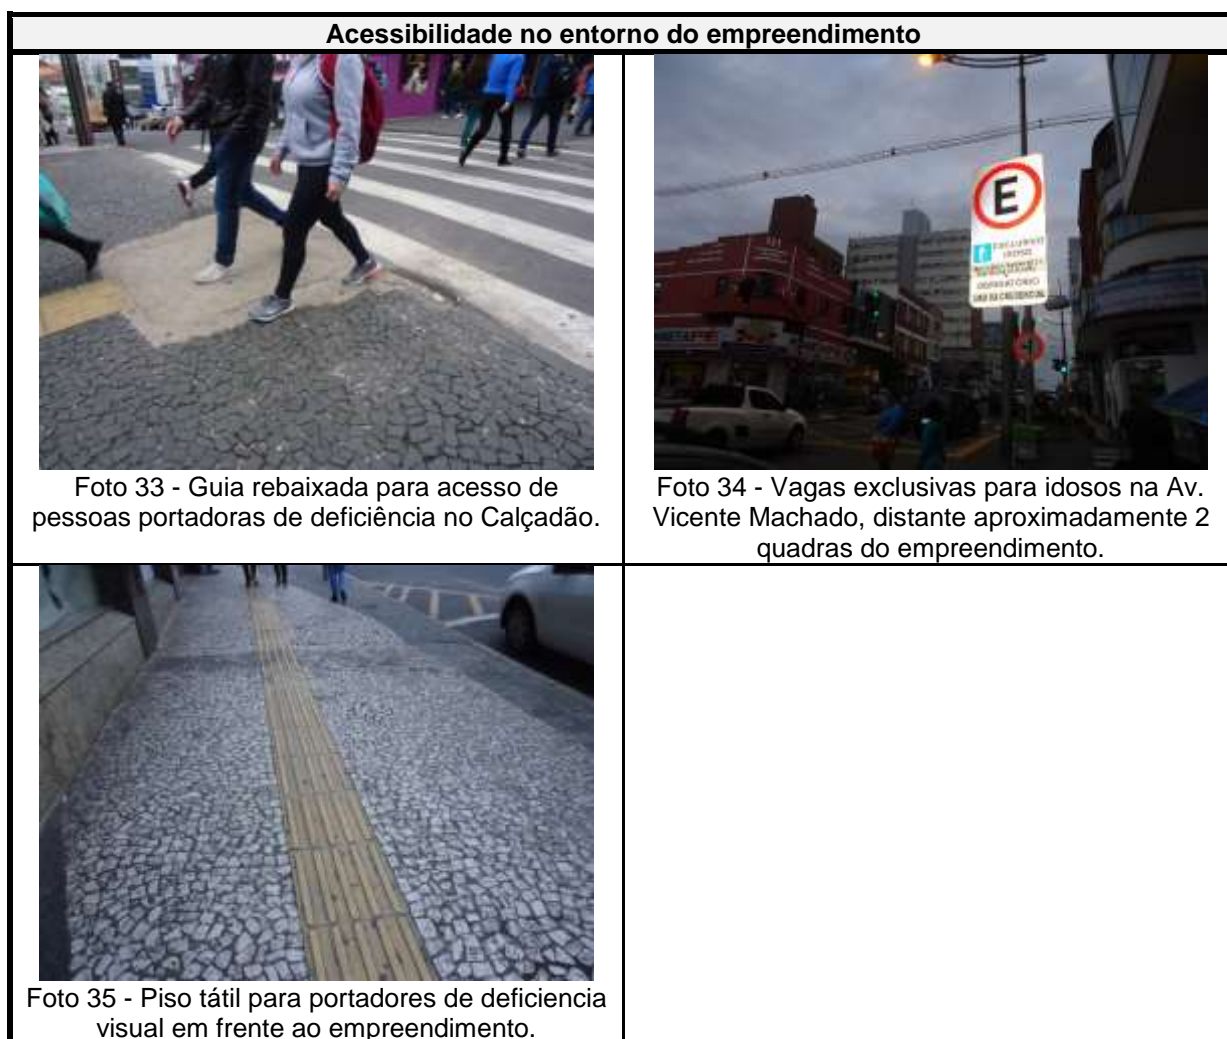 Acessibilidade no entorno do empreendimento
E
Foto 33 - Guia rebaixada para acesso de
pessoas portadoras de deficiência no Calçadão.
Foto 34 - Vagas exclusivas para idosos na Av.
Vicente Machado, distante aproximadamente 2
quadras do empreendimento.
Foto 35 - Piso tátil para portadores de deficiencia
visual em frente ao empreendimento.